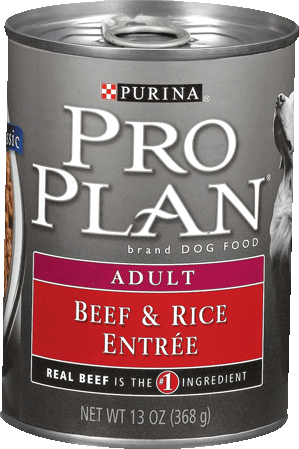 PURINA
ssic
PRO
PLAN®
brand DOG FOOD
ADULT
BEEF & RICE
ENTRÉE
REAL BEEF IS THE #1 INGREDIENT
NET WT 13 OZ (368 g)